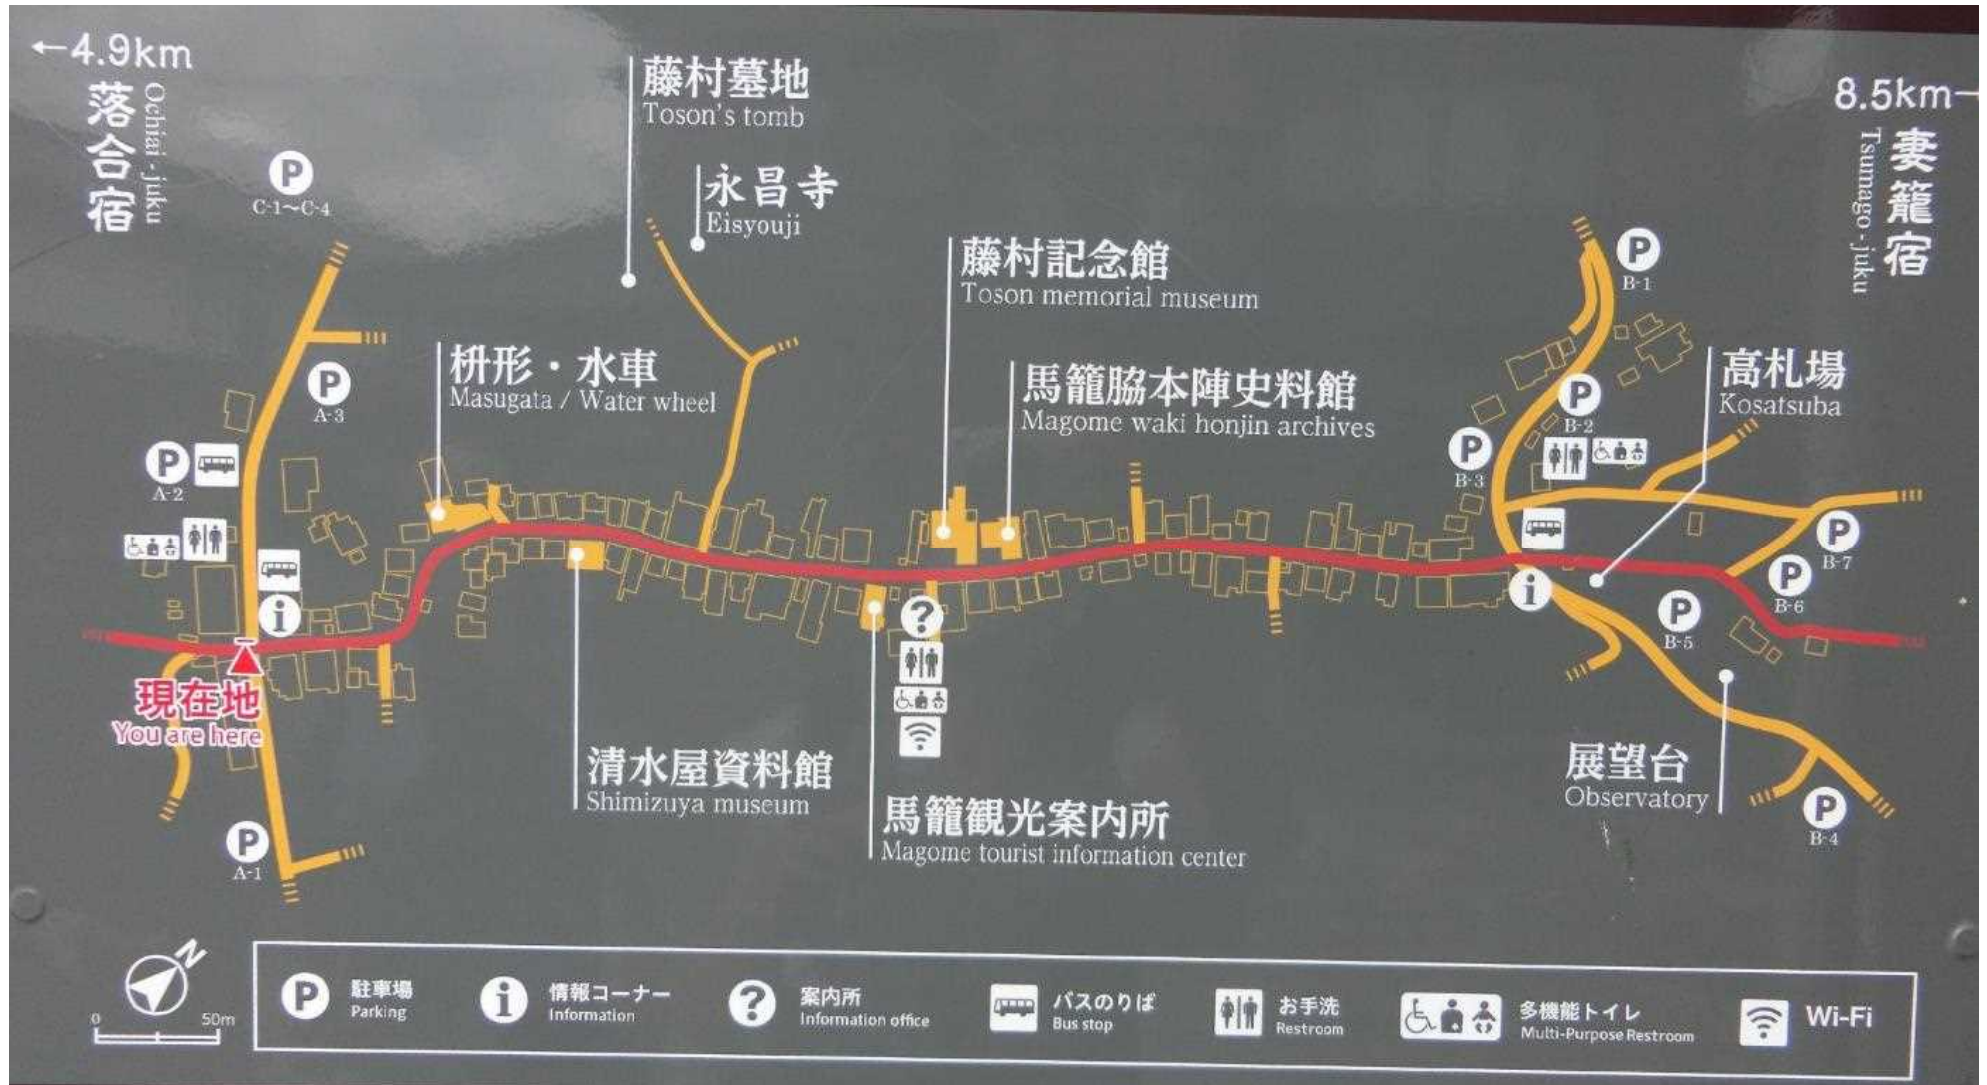 ←4.9km
落合宿
Ochiai-juku
P
C-1〜C-4
藤村墓地
Toson's tomb
永昌寺
Eisyouji
8.5km→
妻籠宿
Tsumago-juku
藤村記念館
Toson memorial museum
P
B-1
枡形・水車
Masugata / Water wheel
馬籠脇本陣史料館
Magome waki honjin archives
高札場
Kosatsuba
P
A-3
P
B-2
P
B-3
P
A-2
P
B-7
P
B-6
P
B-5
i
i
?
現在地
You are here
清水屋資料館
Shimizuya museum
馬籠観光案内所
Magome tourist information center
展望台
Observatory
P
B-4
P
A-1
N
0 50m
P 駐車場
Parking
i 情報コーナー
Information
? 案内所
Information office
バスのりば
Bus stop
お手洗
Restroom
多機能トイレ
Multi-Purpose Restroom
Wi-Fi